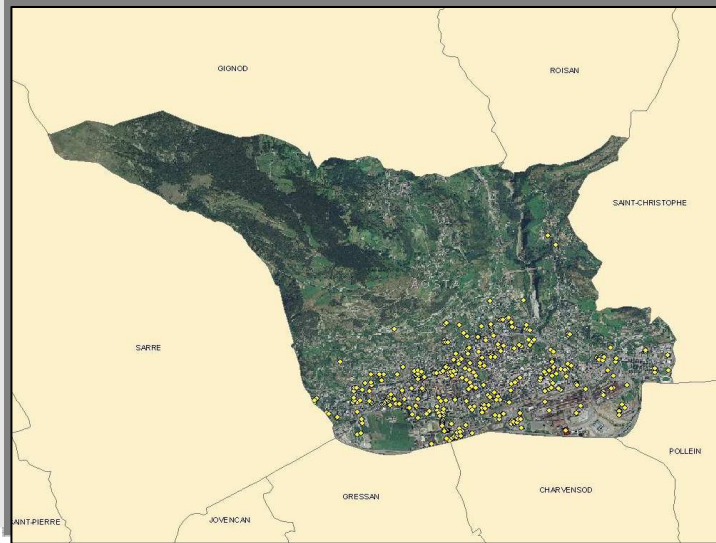 GIGNOD
ROISAN
SAINT-CHRISTOPHE
AOSTA
SARRE
POLLEIN
GRESSAN
CHARVENSOD
JOVENCAN
SAINT-PIERRE